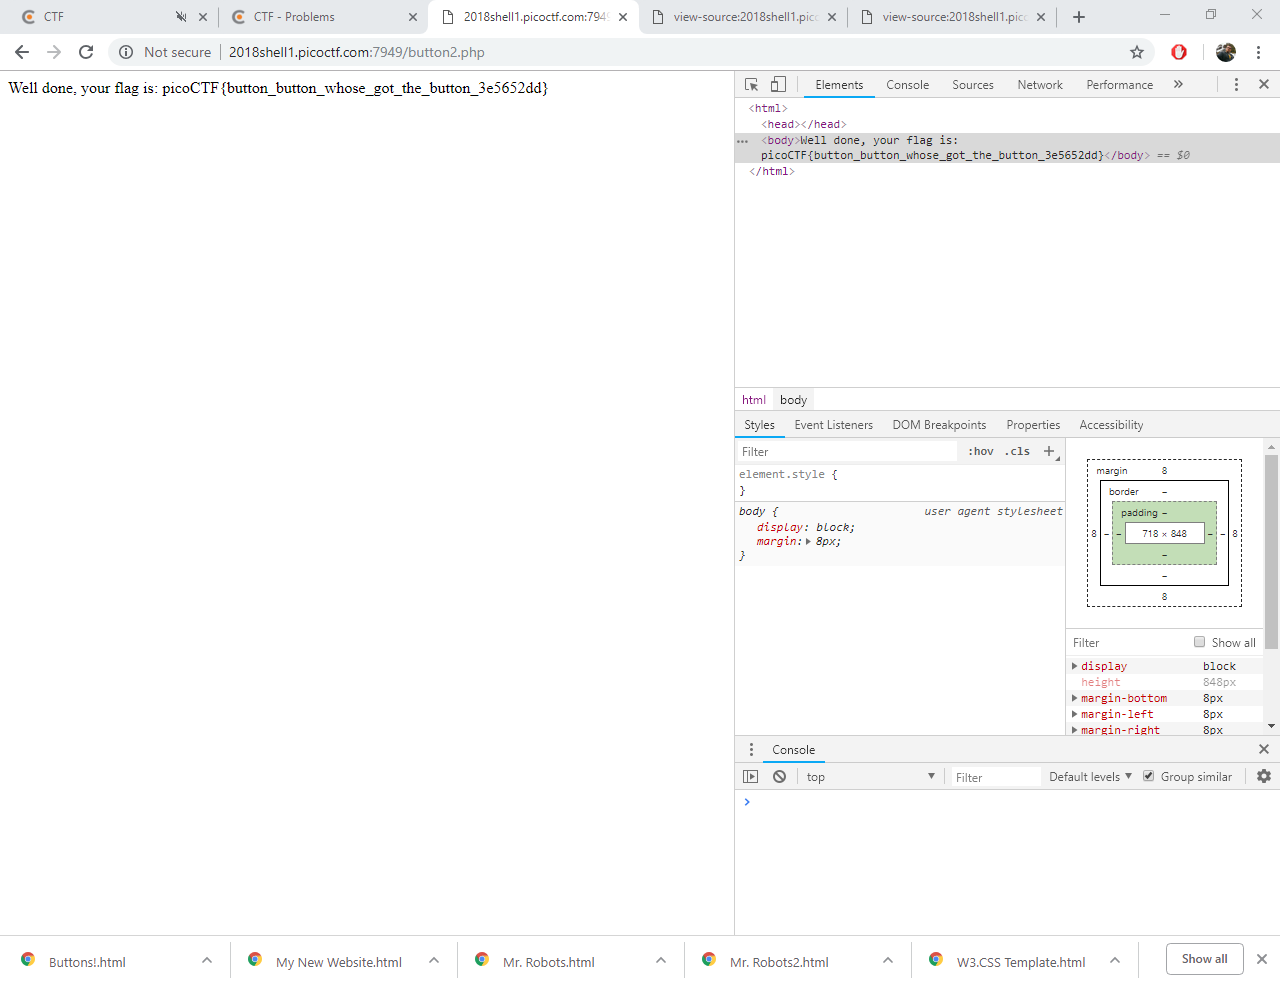 CTF
CTF - Problems
2018shell1.picoctf.com:794
view-source:2018shell1.pic
view-source:2018shell1.pic
Not secure
2018shell1.picoctf.com:7949/button2.php
Well done, your flag is: picoCTF{button_button_whose_got_the_button_3e5652dd}
Elements Console Sources Network Performance »
<html>
<head></head>
<body>Well done, your flag is:
picoCTF{button_button_whose_got_the_button_3e5652dd}</body> == $0
</html>
html body
Styles Event Listeners DOM Breakpoints Properties Accessibility
Filter :hov .cls +
element.style {
}
body { user agent stylesheet
display: block;
margin: 8px;
}
margin 8
border –
padding –
8 – – 718 × 848 – – 8
–
–
8
Filter Show all
display block
height 848px
margin-bottom 8px
margin-left 8px
margin-right 8px
Console
top Filter Default levels Group similar
>
Buttons!.html
My New Website.html
Mr. Robots.html
Mr. Robots2.html
W3.CSS Template.html
Show all